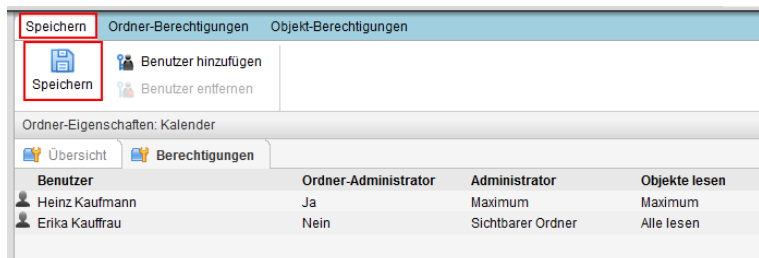 Speichern Ordner-Berechtigungen Objekt-Berechtigungen
Speichern
Benutzer hinzufügen
Benutzer entfernen
Ordner-Eigenschaften: Kalender
Übersicht Berechtigungen
Benutzer Ordner-Administrator Administrator Objekte lesen
Heinz Kaufmann Ja Maximum Maximum
Erika Kauffrau Nein Sichtbarer Ordner Alle lesen